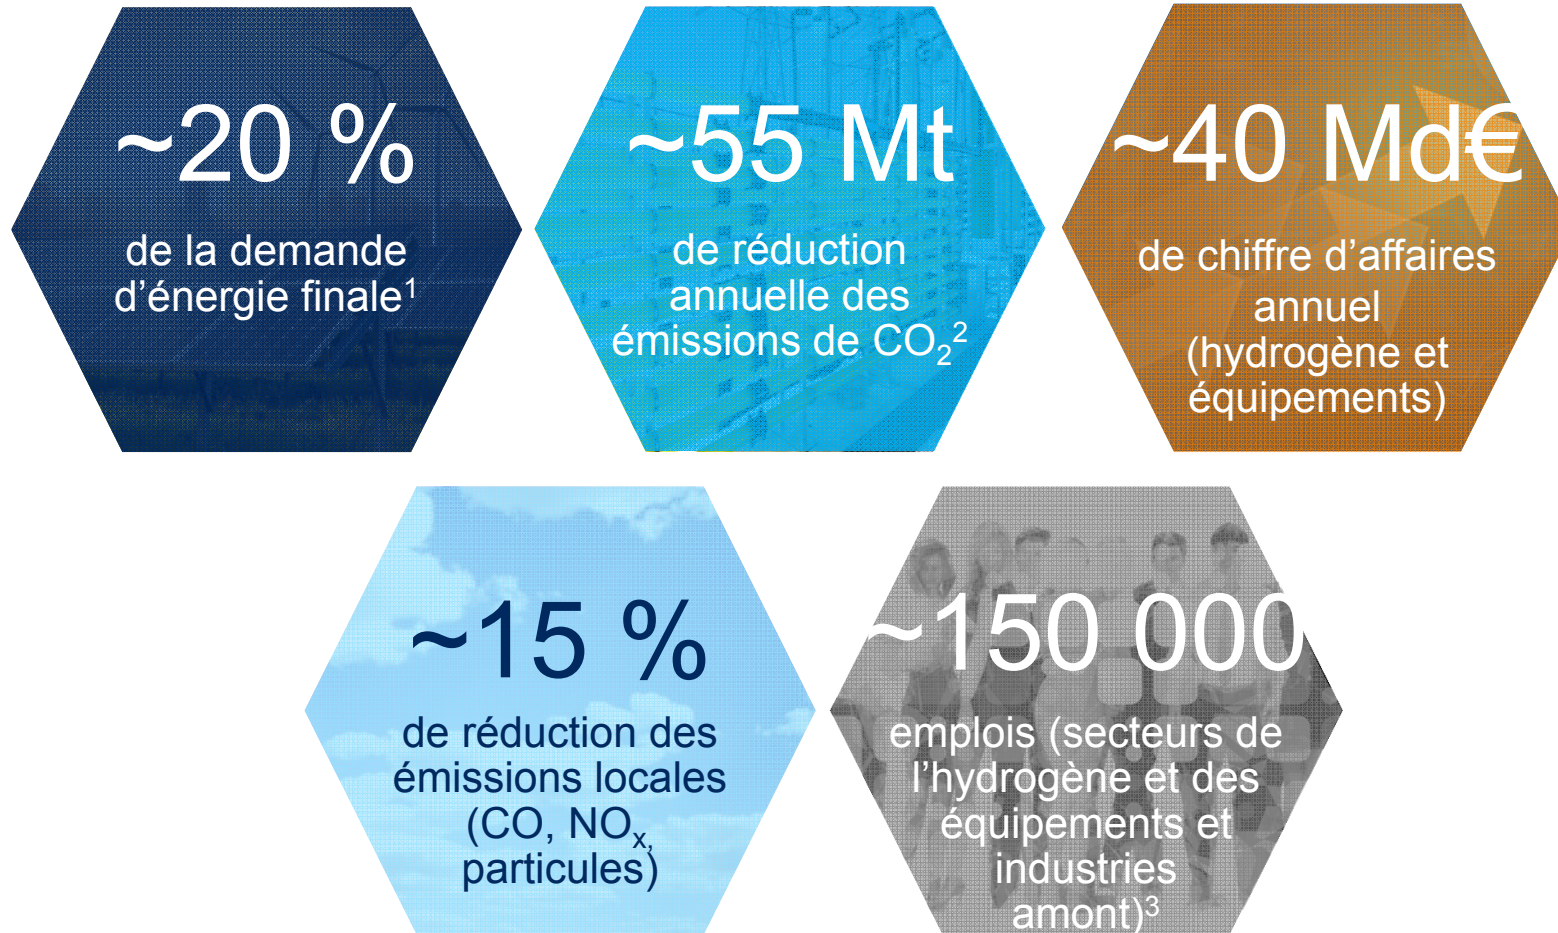 ~20 %
de la demande
d’énergie finale¹
~55 Mt
de réduction
annuelle des
émissions de CO₂²
~40 Md€
de chiffre d’affaires
annuel
(hydrogène et
équipements)
~15 %
de réduction des
émissions locales
(CO, NOₓ,
particules)
~150 000
emplois (secteurs de
l’hydrogène et des
équipements et
industries
amont)³